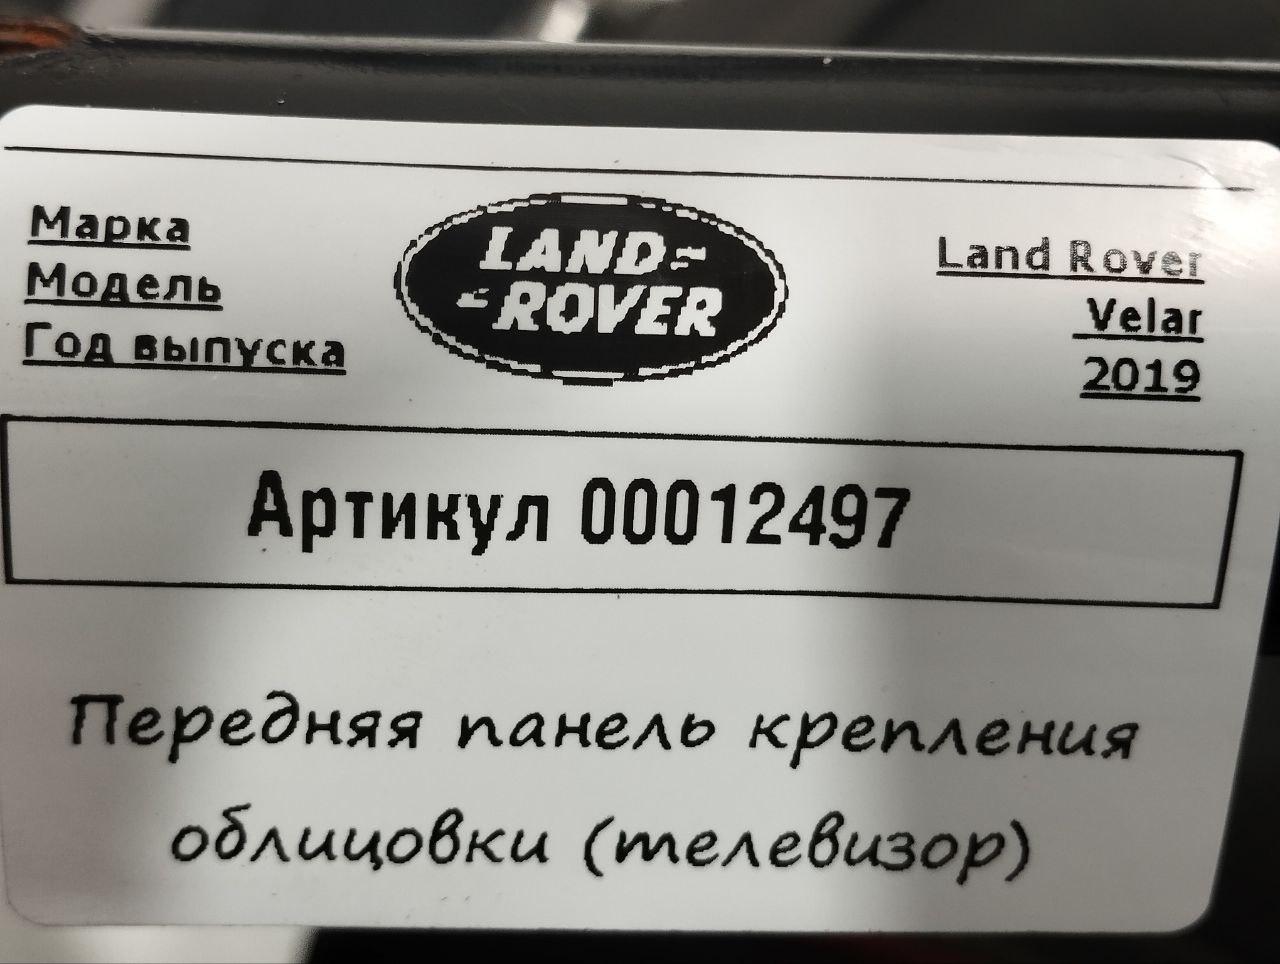 Марка
Модель
Год выпуска
LAND
ROVER
Land Rover
Velar
2019
Артикул 00012497
Передняя панель крепления
облицовки (телевизор)